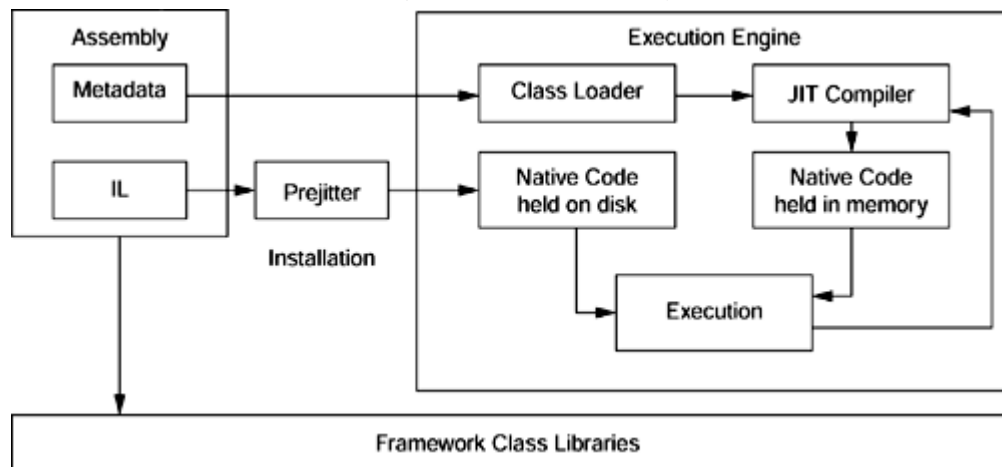 Assembly
Execution Engine
Metadata
Class Loader
JIT Compiler
IL
Prejitter
Native Code
held on disk
Native Code
held in memory
Installation
Execution
Framework Class Libraries